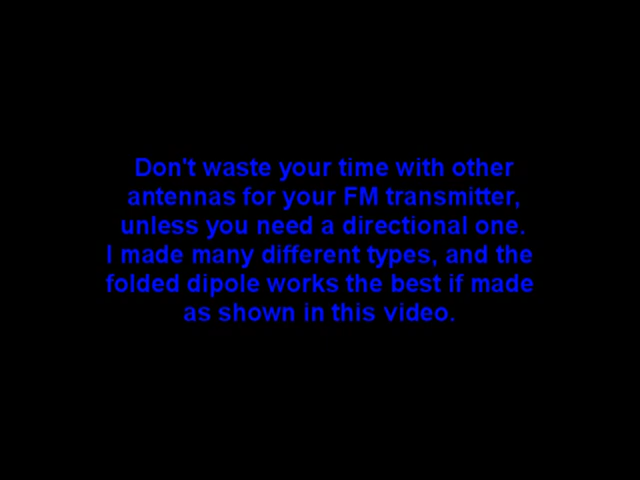 Don't waste your time with other
antennas for your FM transmitter,
unless you need a directional one.
I made many different types, and the
folded dipole works the best if made
as shown in this video.